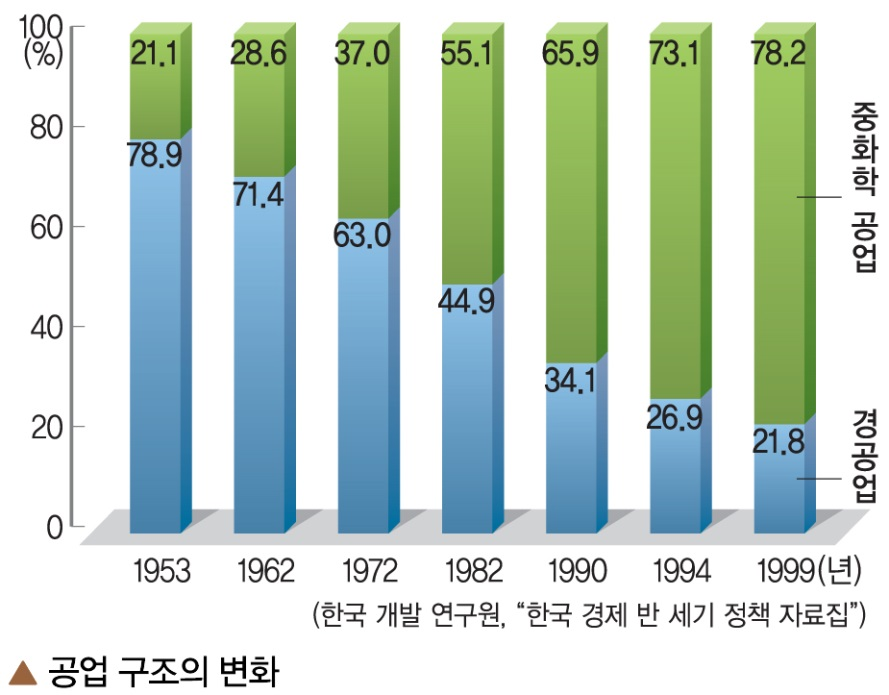 100
(%)
80
60
40
20
0
21.1 28.6 37.0 55.1 65.9 73.1 78.2
78.9 71.4 63.0 44.9 34.1 26.9 21.8
중화학 공업
경공업
1953 1962 1972 1982 1990 1994 1999(년)
(한국 개발 연구원, “한국 경제 반 세기 정책 자료집”)
▲ 공업 구조의 변화